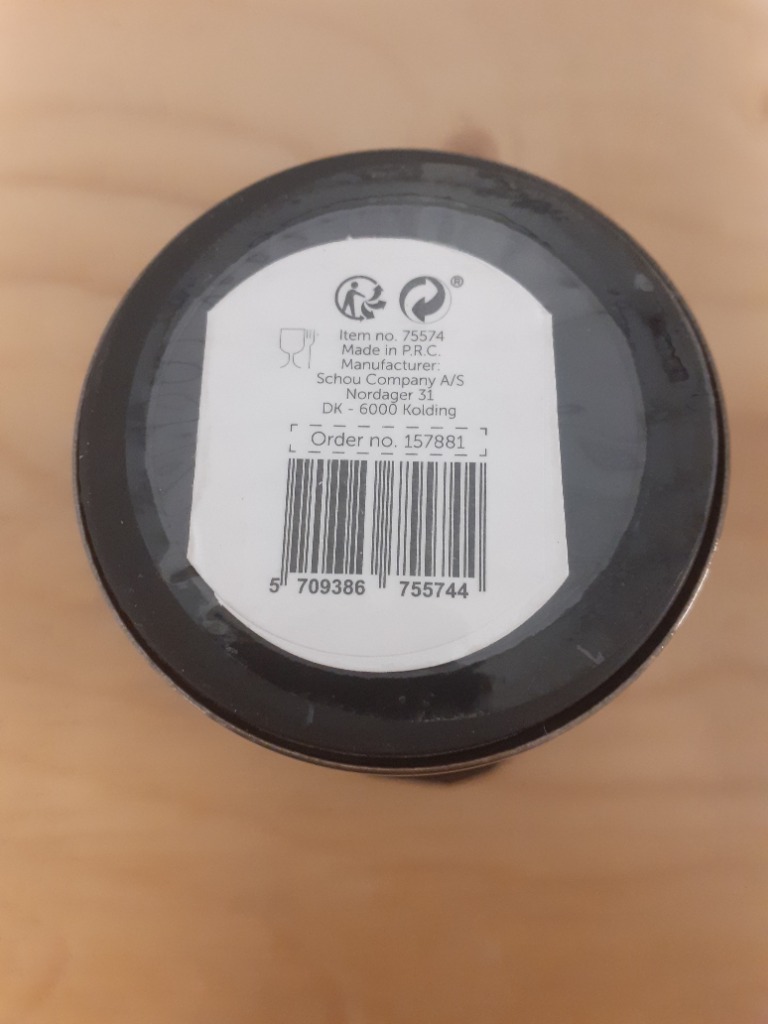 ®
Item no. 75574
Made in P.R.C.
Manufacturer:
Schou Company A/S
Nordager 31
DK - 6000 Kolding
Order no. 157881
5 709386 755744